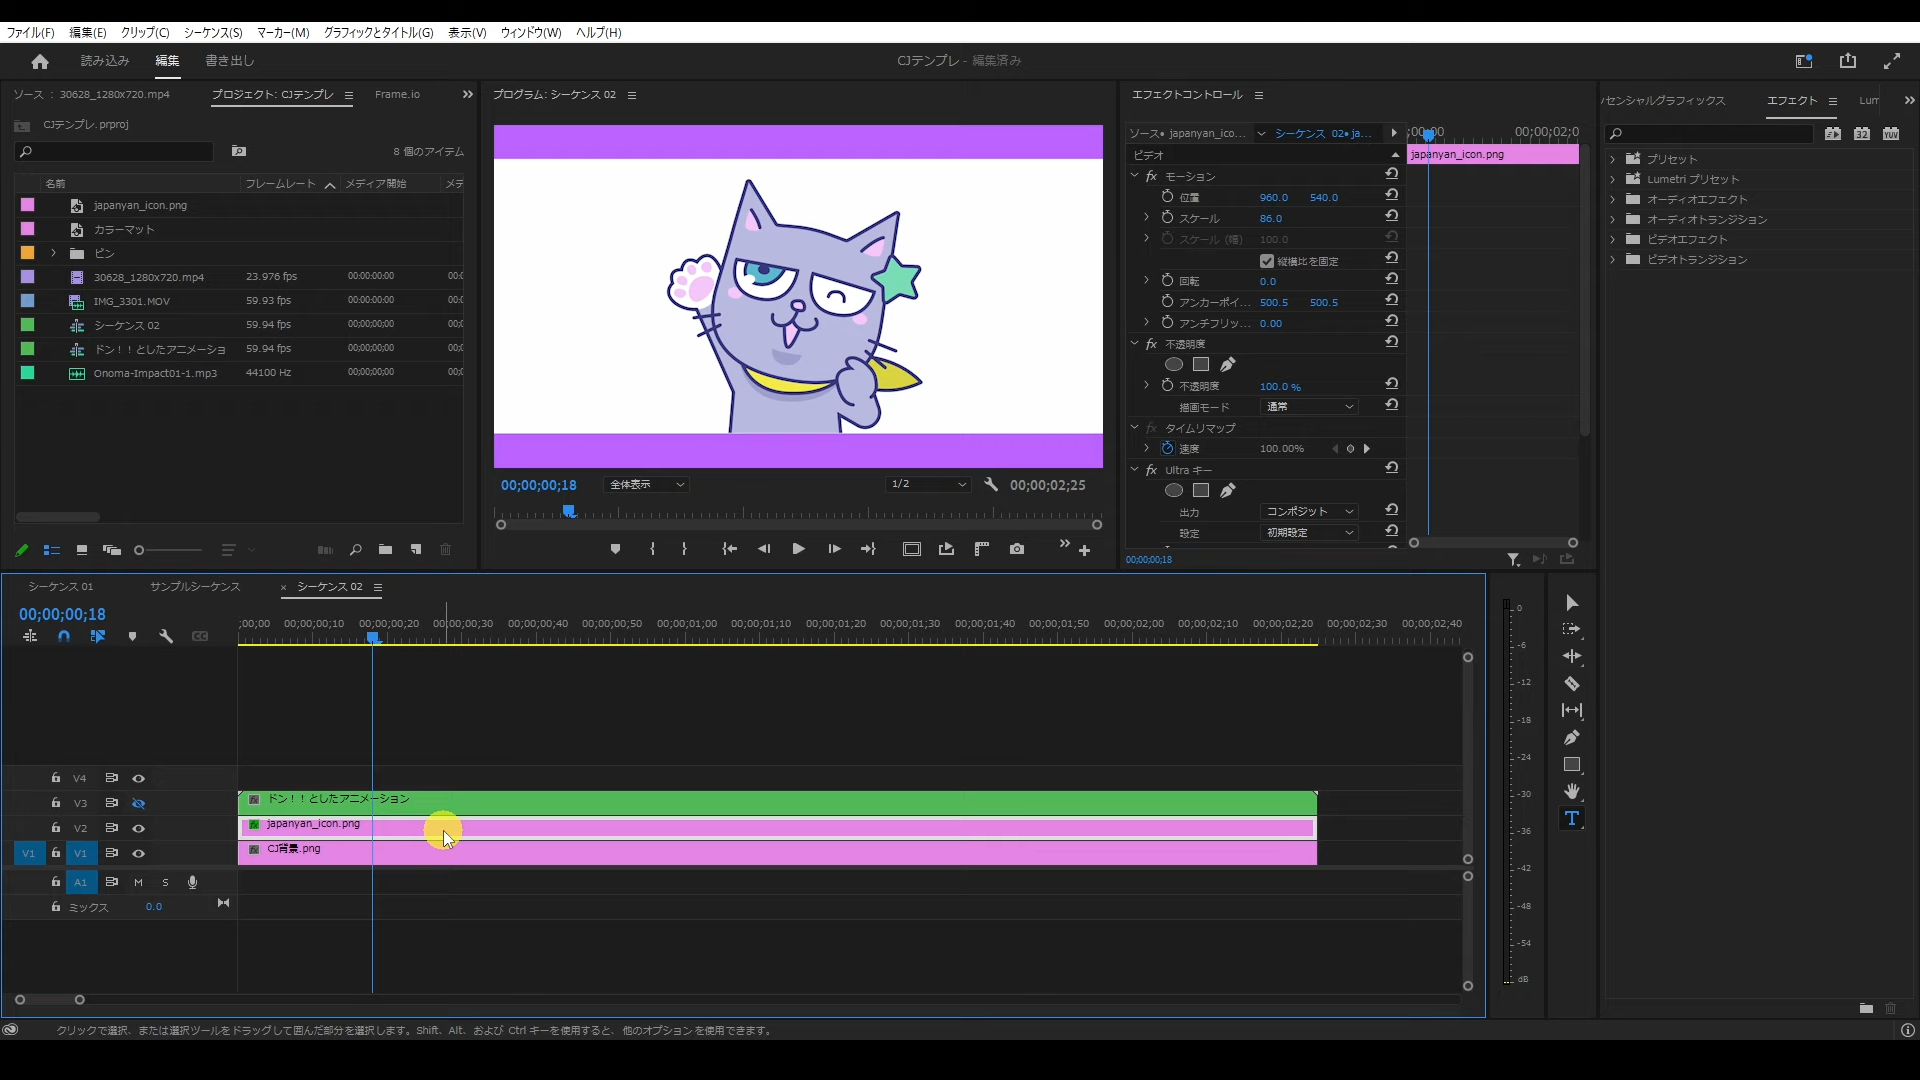 ファイル(F) 編集(E) クリップ(C) シーケンス(S) マーカー(M) グラフィックとタイトル(G) 表示(V) ウィンドウ(W) ヘルプ(H)
読み込み 編集 書き出し CJテンプレ - 編集済み
ソース : 30628_1280x720.mp4 プロジェクト: CJテンプレ Frame.io
CJテンプレ.prproj
8 個のアイテム
名前 フレームレート メディア開始 メデ
japanyan_icon.png
カラーマット
ビン
30628_1280x720.mp4 23.976 fps 00:00:00:00 00:0
IMG_3301.MOV 59.93 fps 00:00:00:00 00:0
シーケンス 02 59.94 fps 00;00;00;00 00;0
ドン！！としたアニメーショ 59.94 fps 00;00;00;00 00;0
Onoma-Impact01-1.mp3 44100 Hz 00;00;00;00 00;0
プログラム: シーケンス 02
00;00;00;18 全体表示 1/2 00;00;02;25
エフェクトコントロール
ソース• japanyan_ico... シーケンス 02• ja... ;00;00 00;00;02;0
ビデオ japanyan_icon.png
fx モーション
位置 960.0 540.0
スケール 86.0
スケール (幅) 100.0
縦横比を固定
回転 0.0
アンカーポイ... 500.5 500.5
アンチフリッ... 0.00
fx 不透明度
不透明度 100.0 %
描画モード 通常
fx タイムリマップ
速度 100.00%
fx Ultra キー
出力 コンポジット
設定 初期設定
00;00;00;18
ッセンシャルグラフィックス エフェクト Lum
32 YUV
プリセット
Lumetri プリセット
オーディオエフェクト
オーディオトランジション
ビデオエフェクト
ビデオトランジション
シーケンス 01 サンプルシーケンス × シーケンス 02
00;00;00;18
;00;00 00;00;00;10 00;00;00;20 00;00;00;30 00;00;00;40 00;00;00;50 00;00;01;00 00;00;01;10 00;00;01;20 00;00;01;30 00;00;01;40 00;00;01;50 00;00;02;00 00;00;02;10 00;00;02;20 00;00;02;30 00;00;02;40
V4
V3 fx ドン！！としたアニメーション
V2 fx japanyan_icon.png
V1 V1 fx CJ背景.png
A1 M S
ミックス 0.0
0
-6
-12
-18
-24
-30
-36
-42
-48
-54
dB
T
クリックで選択、または選択ツールをドラッグして囲んだ部分を選択します。Shift、Alt、および Ctrl キーを使用すると、他のオプションを使用できます。